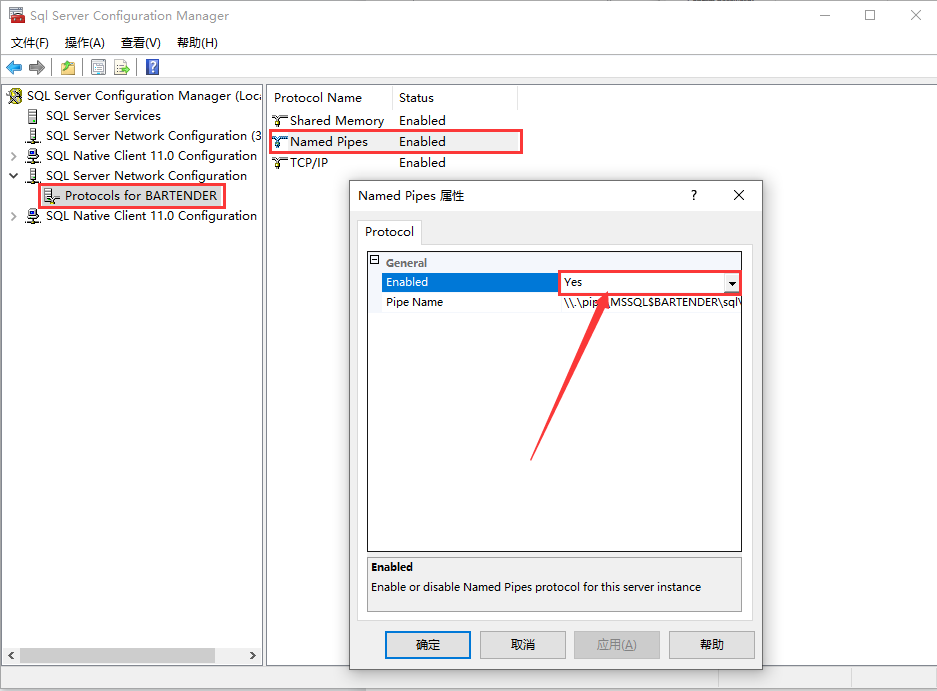 Sql Server Configuration Manager
文件(F) 操作(A) 查看(V) 帮助(H)
SQL Server Configuration Manager (Loca
SQL Server Services
SQL Server Network Configuration (3
SQL Native Client 11.0 Configuration
SQL Server Network Configuration
Protocols for BARTENDER
SQL Native Client 11.0 Configuration
Protocol Name Status
Shared Memory Enabled
Named Pipes Enabled
TCP/IP Enabled
Named Pipes 属性
Protocol
General
Enabled Yes
Pipe Name \\.\pip \MSSQL$BARTENDER\sql\
Enabled
Enable or disable Named Pipes protocol for this server instance
确定 取消 应用(A) 帮助